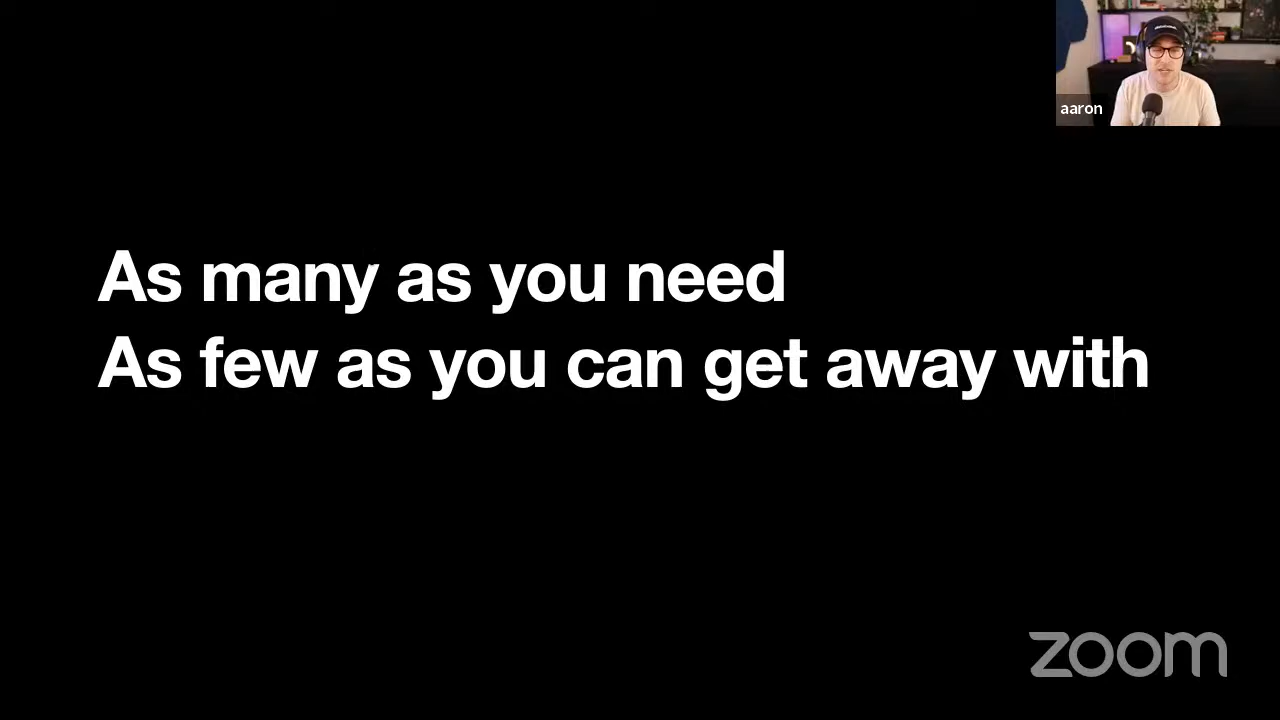 aaron
As many as you need
As few as you can get away with
zoom